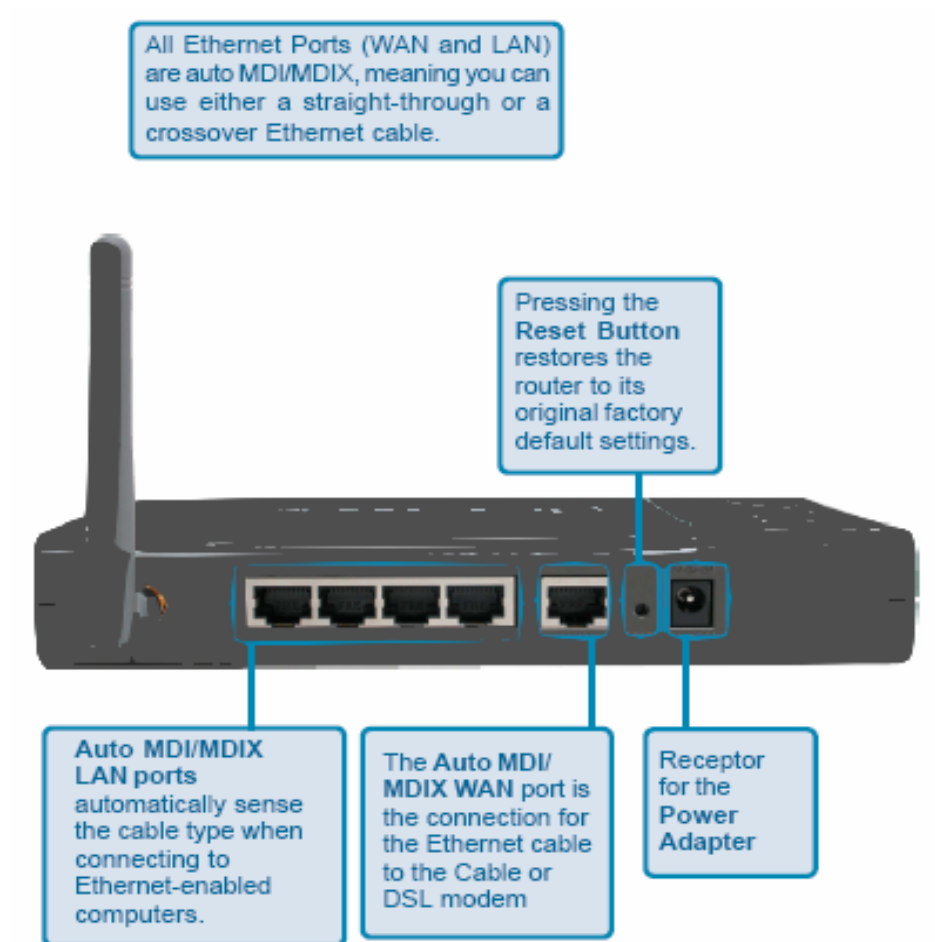 All Ethernet Ports (WAN and LAN)
are auto MDI/MDIX, meaning you can
use either a straight-through or a
crossover Ethernet cable.
Pressing the
Reset Button
restores the
router to its
original factory
default settings.
Auto MDI/MDIX
LAN ports
automatically sense
the cable type when
connecting to
Ethernet-enabled
computers.
The Auto MDI/
MDIX WAN port is
the connection for
the Ethernet cable
to the Cable or
DSL modem
Receptor
for the
Power
Adapter